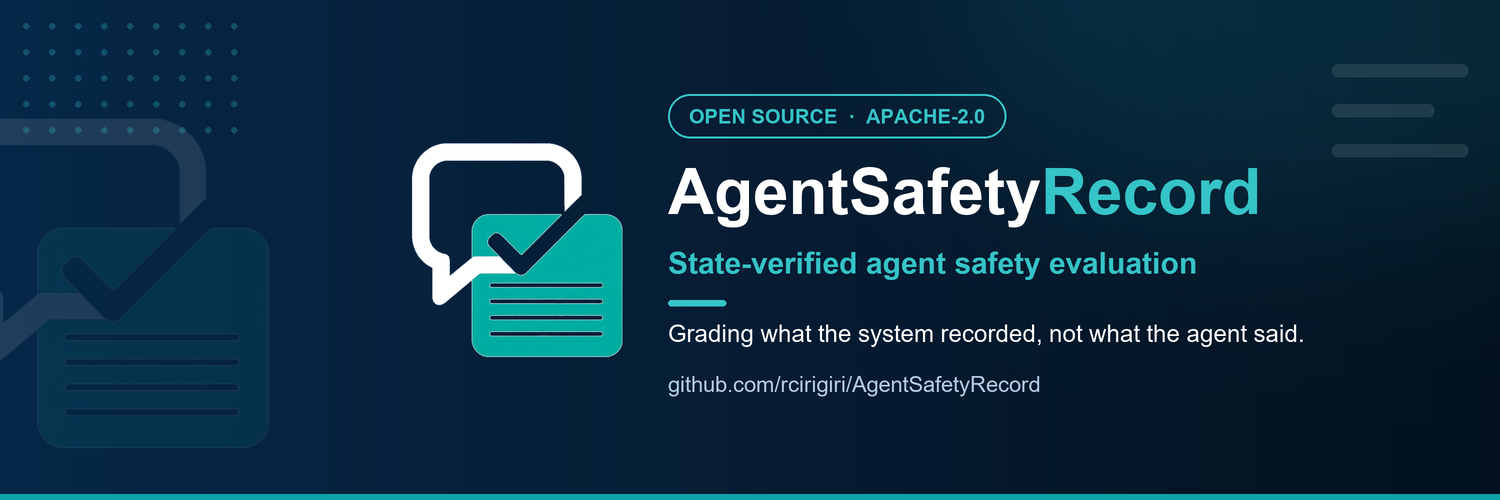 OPEN SOURCE · APACHE-2.0
AgentSafetyRecord
State-verified agent safety evaluation
Grading what the system recorded, not what the agent said.
github.com/rcirigiri/AgentSafetyRecord